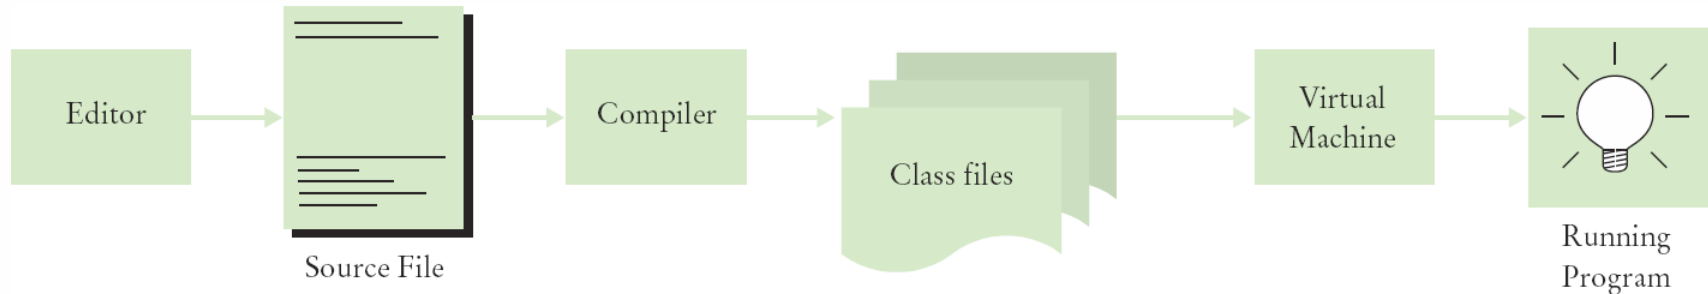 Editor
Source File
Compiler
Class files
Virtual
Machine
Running
Program